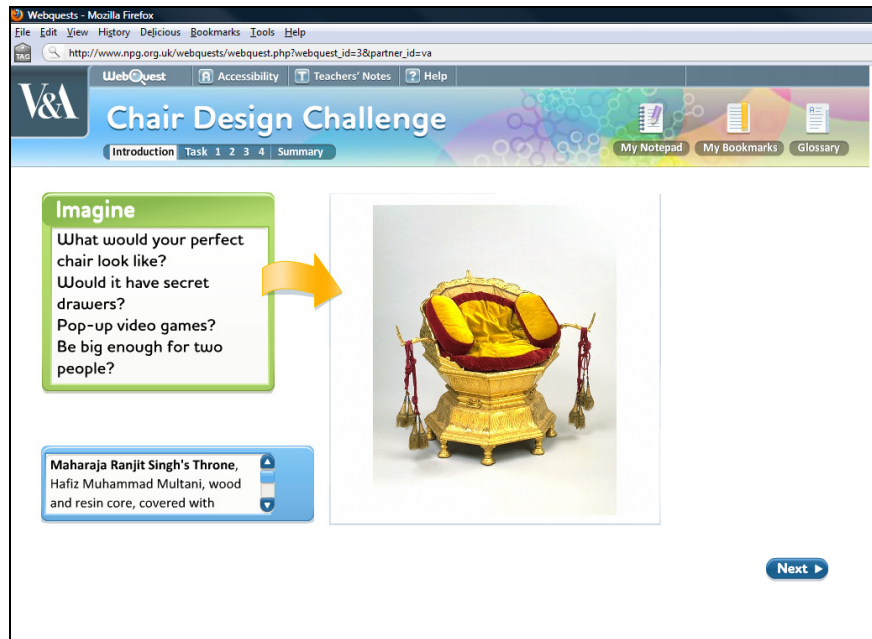 Webquests - Mozilla Firefox
File Edit View History Delicious Bookmarks Tools Help
TAG http://www.npg.org.uk/webquests/webquest.php?webquest_id=3&partner_id=va
V&A
WebQuest A Accessibility T Teachers' Notes ? Help
Chair Design Challenge
Introduction Task 1 2 3 4 Summary
My Notepad My Bookmarks Glossary
Imagine
What would your perfect
chair look like?
Would it have secret
drawers?
Pop-up video games?
Be big enough for two
people?
Maharaja Ranjit Singh's Throne,
Hafiz Muhammad Multani, wood
and resin core, covered with
Next